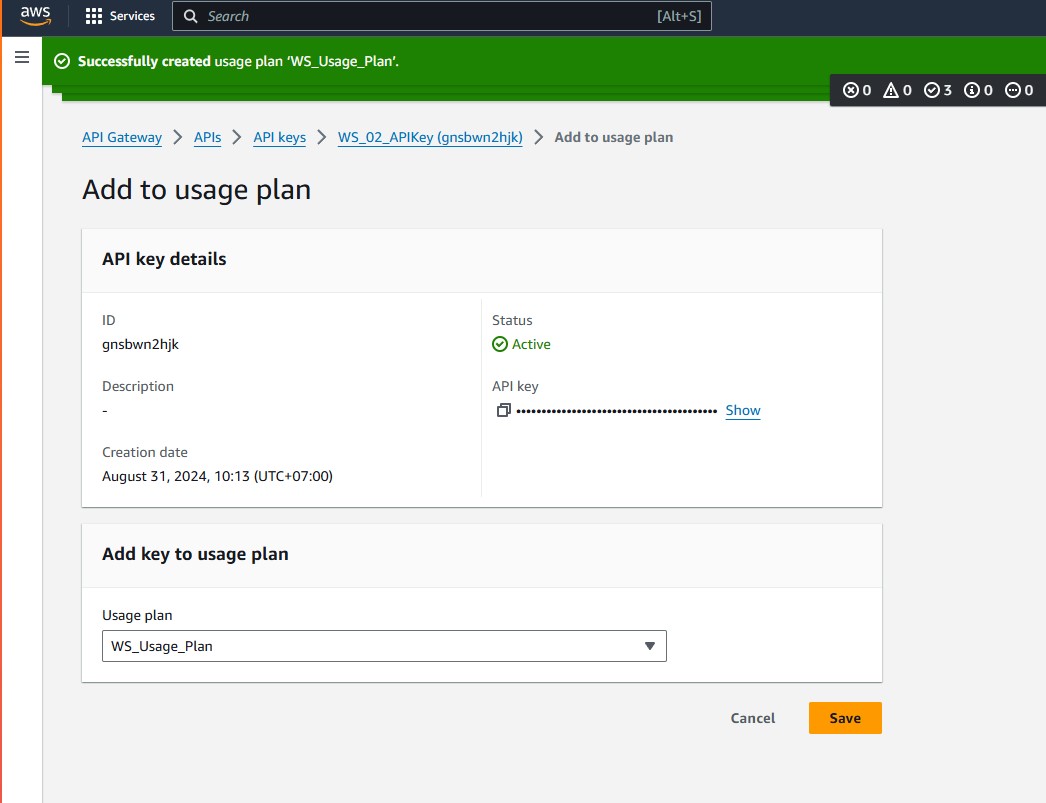 aws Services Search [Alt+S]
Successfully created usage plan ‘WS_Usage_Plan’.
0 0 3 0 0
API Gateway > APIs > API keys > WS_02_APIKey (gnsbwn2hjk) > Add to usage plan
Add to usage plan
API key details
ID
gnsbwn2hjk
Description
-
Creation date
August 31, 2024, 10:13 (UTC+07:00)
Status
Active
API key
•••••••••••••••••••••••••••••••••••••••• Show
Add key to usage plan
Usage plan
WS_Usage_Plan
Cancel Save